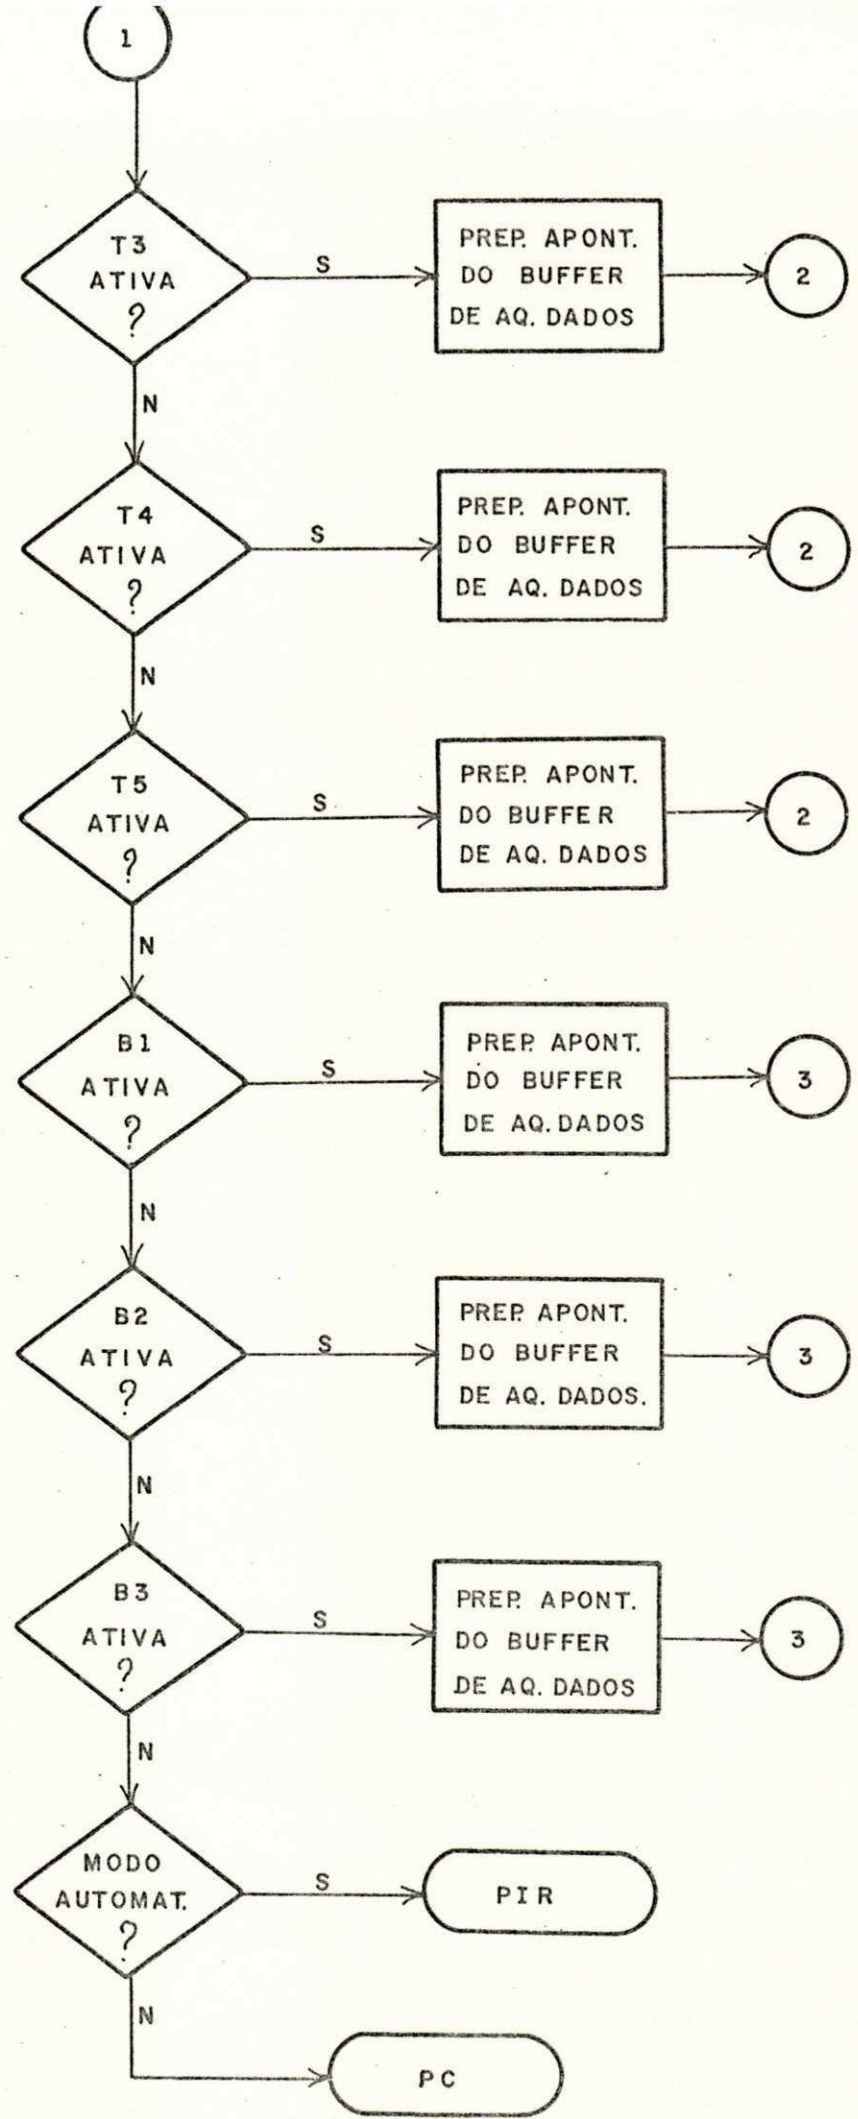 1
T3
ATIVA
?
S
PREP. APONT.
DO BUFFER
DE AQ. DADOS
2
N
T4
ATIVA
?
S
PREP. APONT.
DO BUFFER
DE AQ. DADOS
2
N
T5
ATIVA
?
S
PREP. APONT.
DO BUFFER
DE AQ. DADOS
2
N
B1
ATIVA
?
S
PREP. APONT.
DO BUFFER
DE AQ. DADOS
3
N
B2
ATIVA
?
S
PREP. APONT.
DO BUFFER
DE AQ. DADOS.
3
N
B3
ATIVA
?
S
PREP. APONT.
DO BUFFER
DE AQ. DADOS
3
N
MODO
AUTOMAT.
?
S
PIR
N
PC